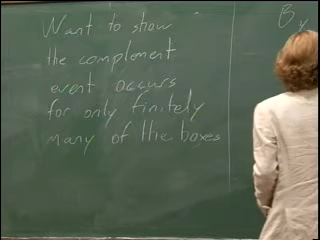 Want to show
the complement
event occurs
for only finitely
many of the boxes
B y